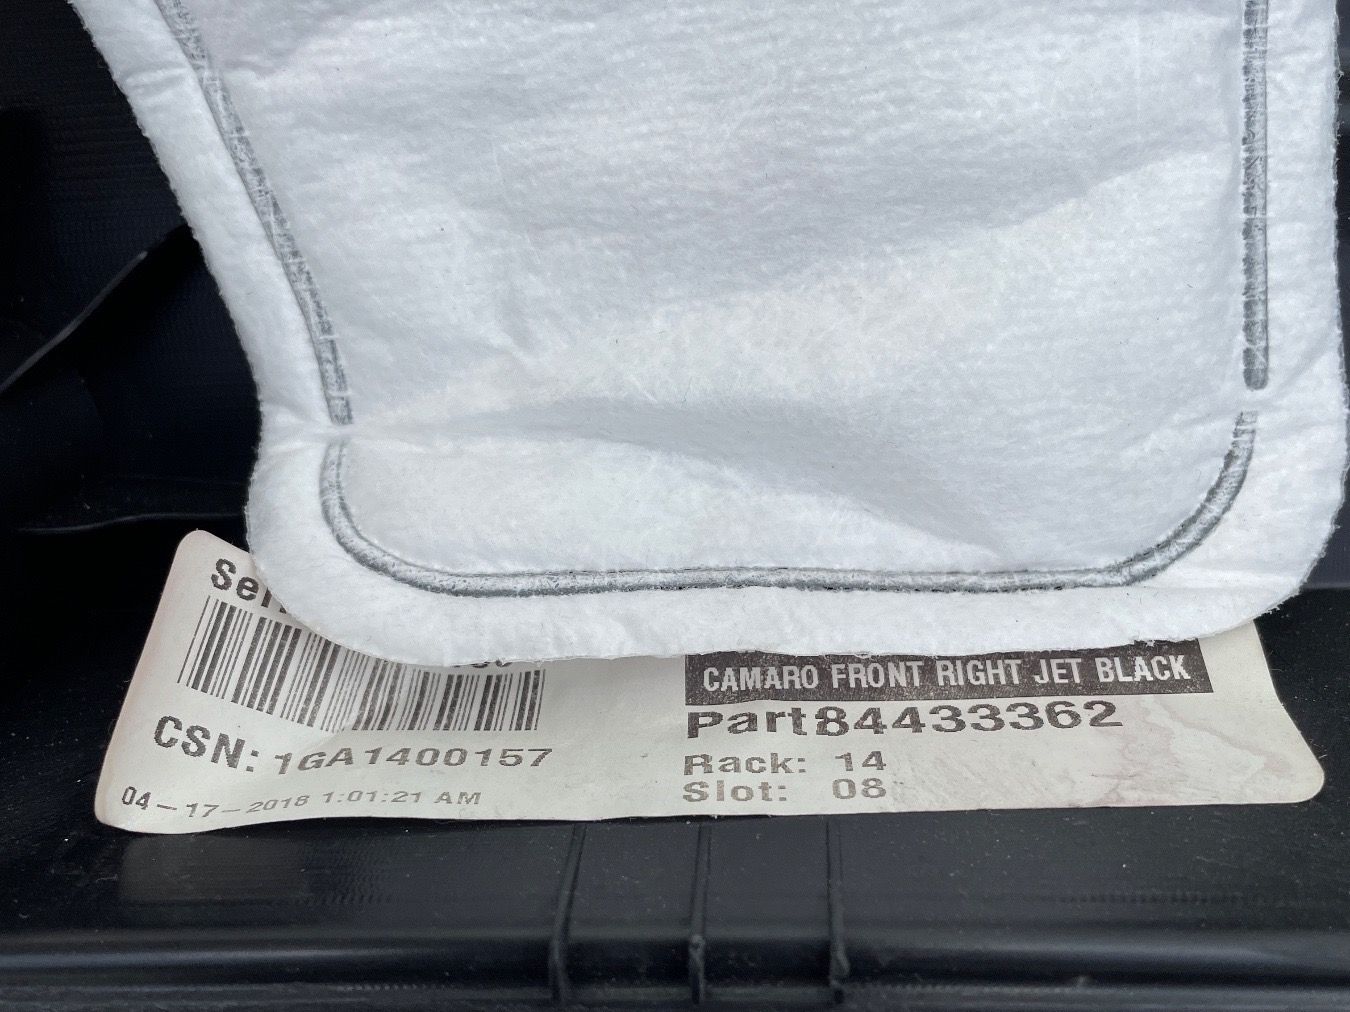 CAMARO FRONT RIGHT JET BLACK
Part84433362
CSN: 1GA1400157
Rack: 14
04-17-2018 1:01:21 AM
Slot: 08